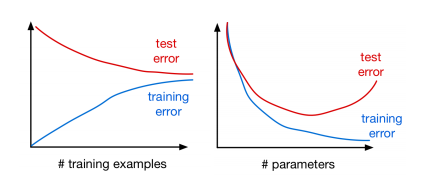 test
error
training
error
# training examples
test
error
training
error
# parameters